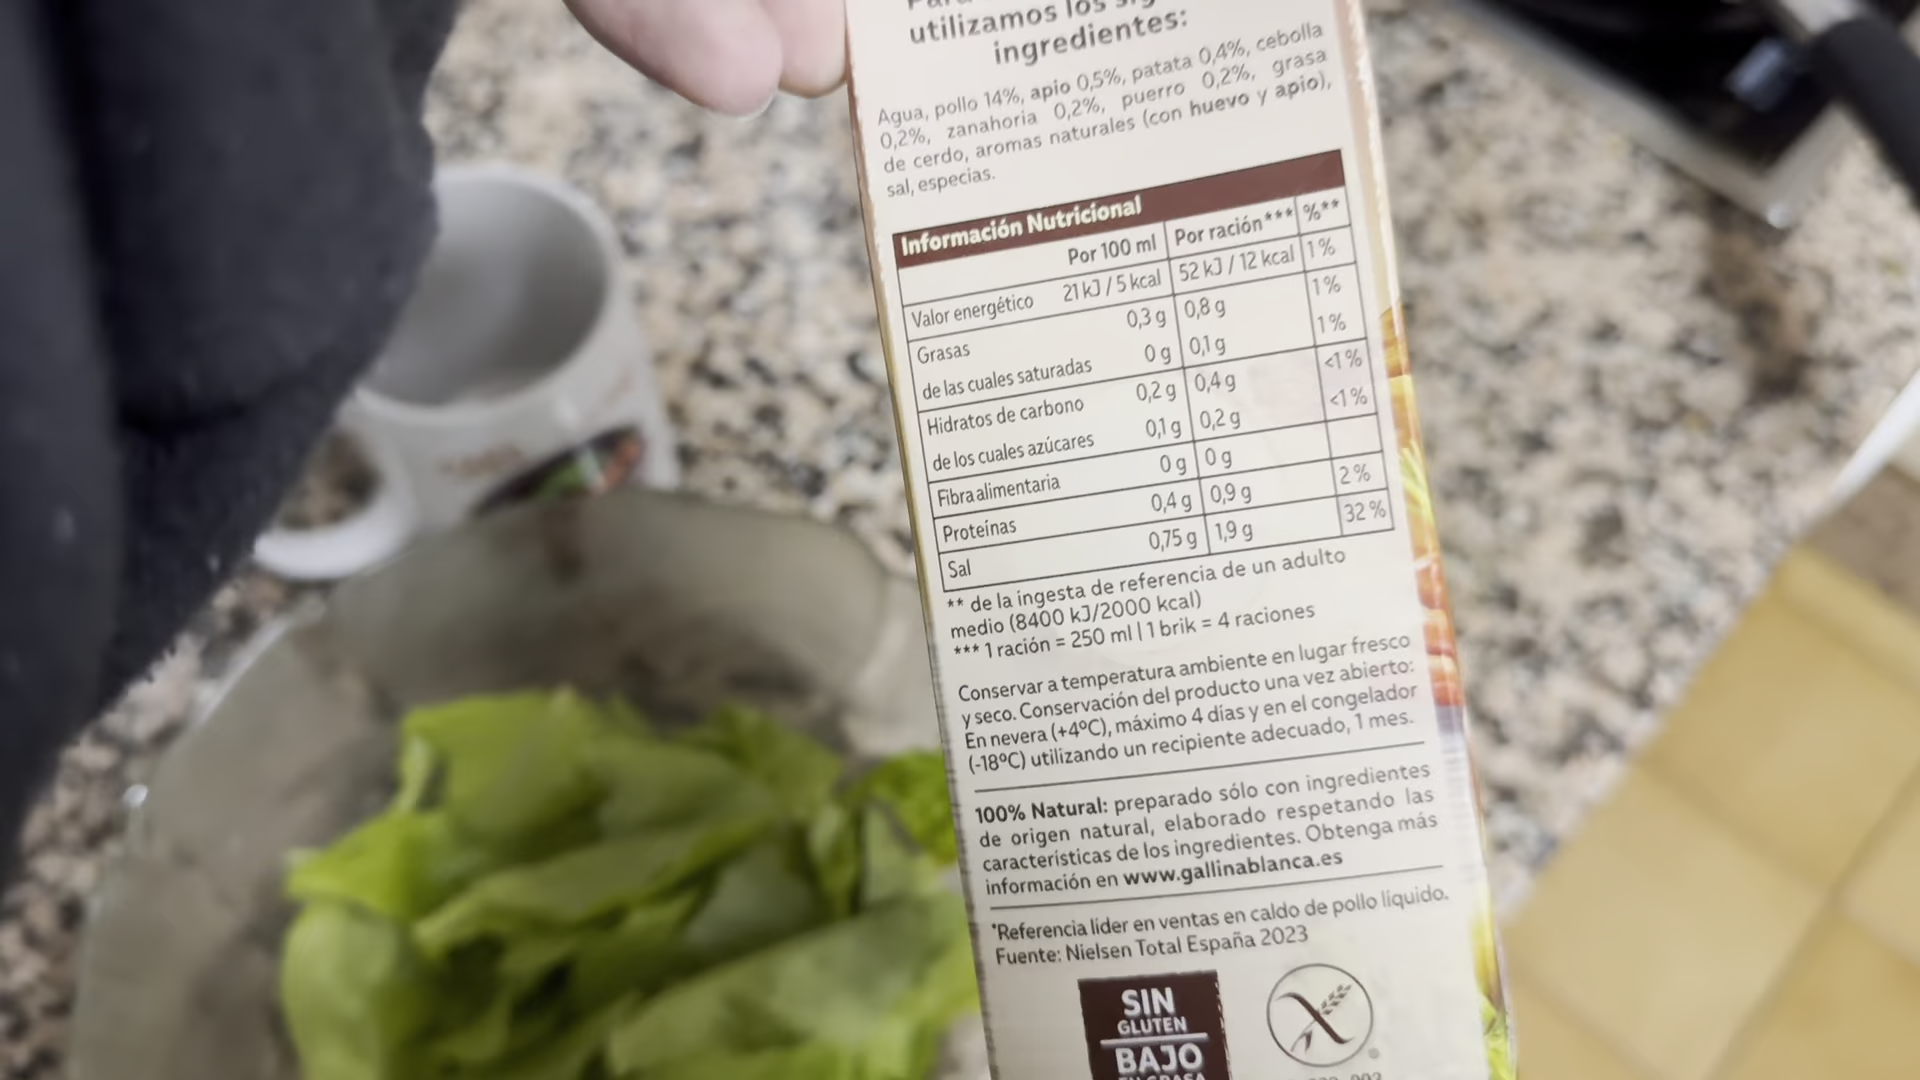 utilizamos los
ingredientes:
Agua, pollo 14%, apio 0,5%, patata 0,4%, cebolla
0,2%, zanahoria 0,2%, puerro 0,2%, grasa
de cerdo, aromas naturales (con huevo y apio),
sal, especias.
Información Nutricional
Por 100 ml Por ración*** %**
Valor energético 21 kJ / 5 kcal 52 kJ / 12 kcal 1%
Grasas 0,3 g 0,8 g 1%
de las cuales saturadas 0 g 0,1 g 1%
Hidratos de carbono 0,2 g 0,4 g <1%
de los cuales azúcares 0,1 g 0,2 g <1%
Fibra alimentaria 0 g 0 g
Proteínas 0,4 g 0,9 g 2%
Sal 0,75 g 1,9 g 32%
** de la ingesta de referencia de un adulto
medio (8400 kJ/2000 kcal)
*** 1 ración = 250 ml | 1 brik = 4 raciones
Conservar a temperatura ambiente en lugar fresco
y seco. Conservación del producto una vez abierto:
En nevera (+4ºC), máximo 4 días y en el congelador
(-18ºC) utilizando un recipiente adecuado, 1 mes.
100% Natural: preparado sólo con ingredientes
de origen natural, elaborado respetando las
características de los ingredientes. Obtenga más
información en www.gallinablanca.es
*Referencia líder en ventas en caldo de pollo líquido.
Fuente: Nielsen Total España 2023
SIN
GLUTEN
BAJO